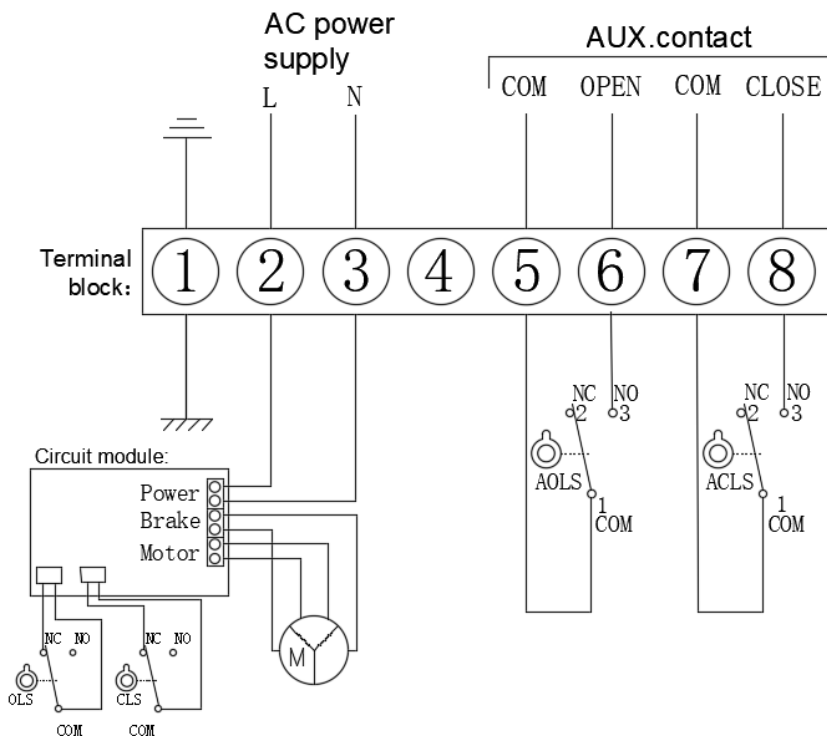 AC power
supply
AUX.contact
L N
COM OPEN COM CLOSE
Terminal
block:
1 2 3 4 5 6 7 8
NC NO NC NO
2 3 2 3
AOLS ACLS
1 1
COM COM
Circuit module:
Power
Brake
Motor
M
NC NO NC NO
OLS CLS
COM COM